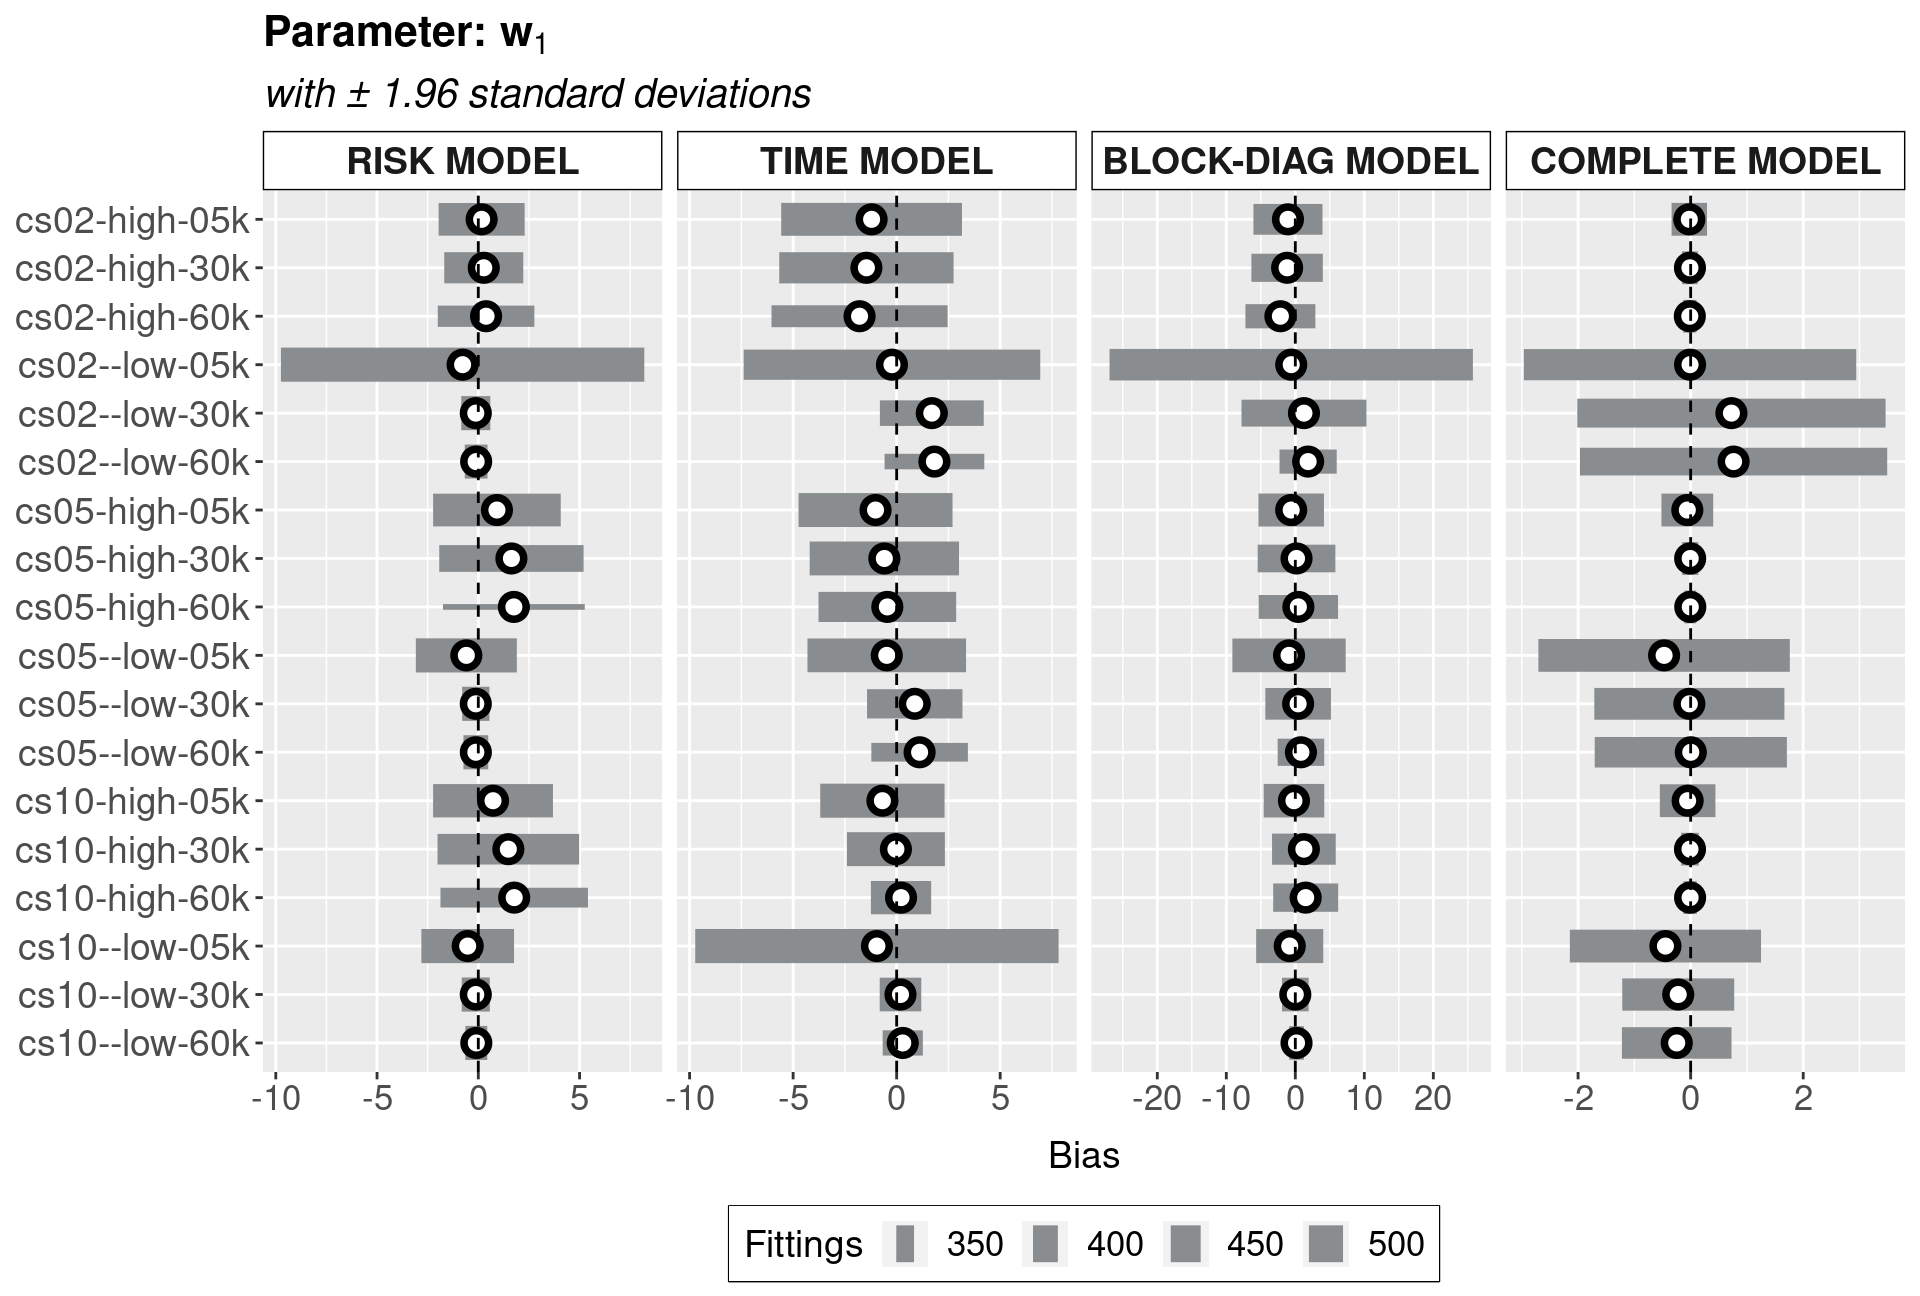 Parameter: w1
with ± 1.96 standard deviations
RISK MODEL TIME MODEL BLOCK-DIAG MODEL COMPLETE MODEL
cs02-high-05k
cs02-high-30k
cs02-high-60k
cs02--low-05k
cs02--low-30k
cs02--low-60k
cs05-high-05k
cs05-high-30k
cs05-high-60k
cs05--low-05k
cs05--low-30k
cs05--low-60k
cs10-high-05k
cs10-high-30k
cs10-high-60k
cs10--low-05k
cs10--low-30k
cs10--low-60k
-10 -5 0 5 -10 -5 0 5 -20 -10 0 10 20 -2 0 2
Bias
Fittings 350 400 450 500